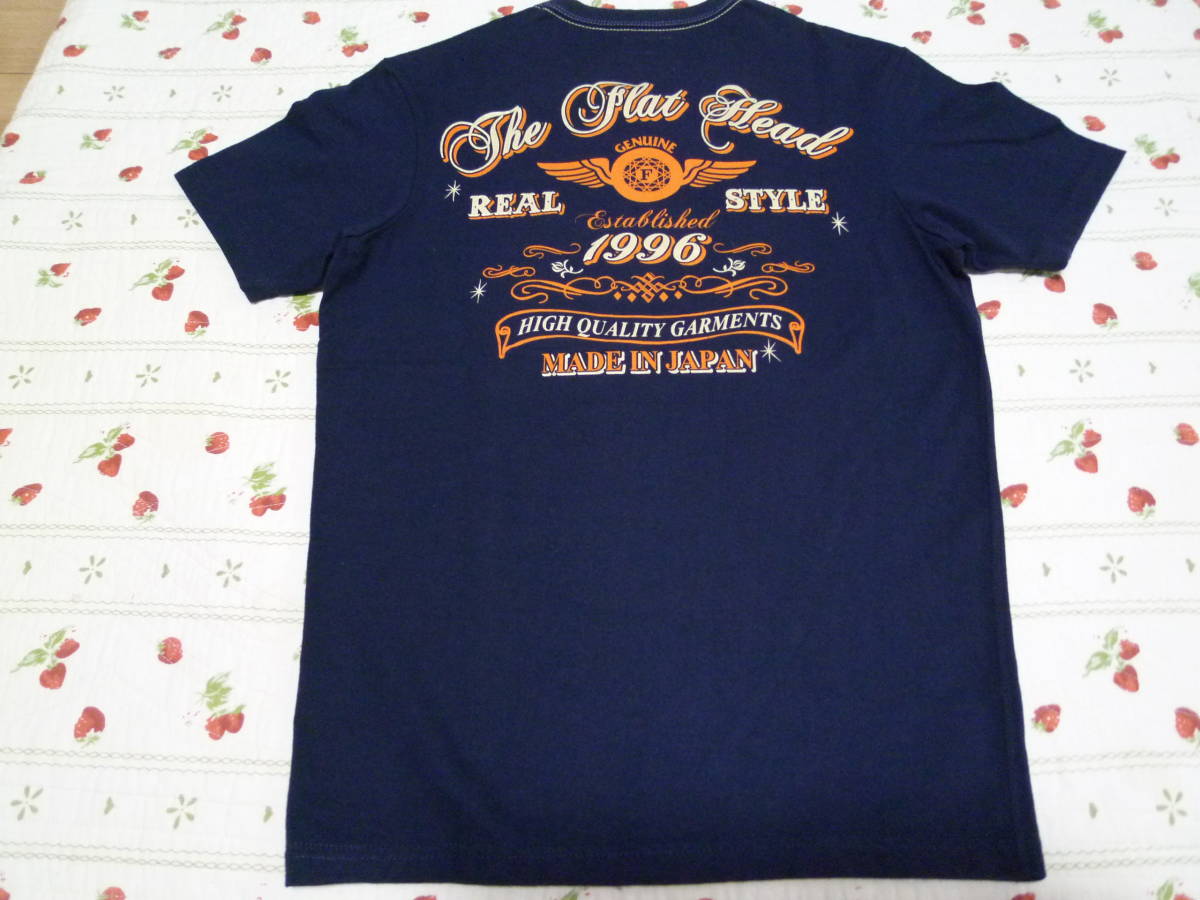 The Flat Head
GENUINE
F
REAL STYLE
Established
1996
HIGH QUALITY GARMENTS
MADE IN JAPAN